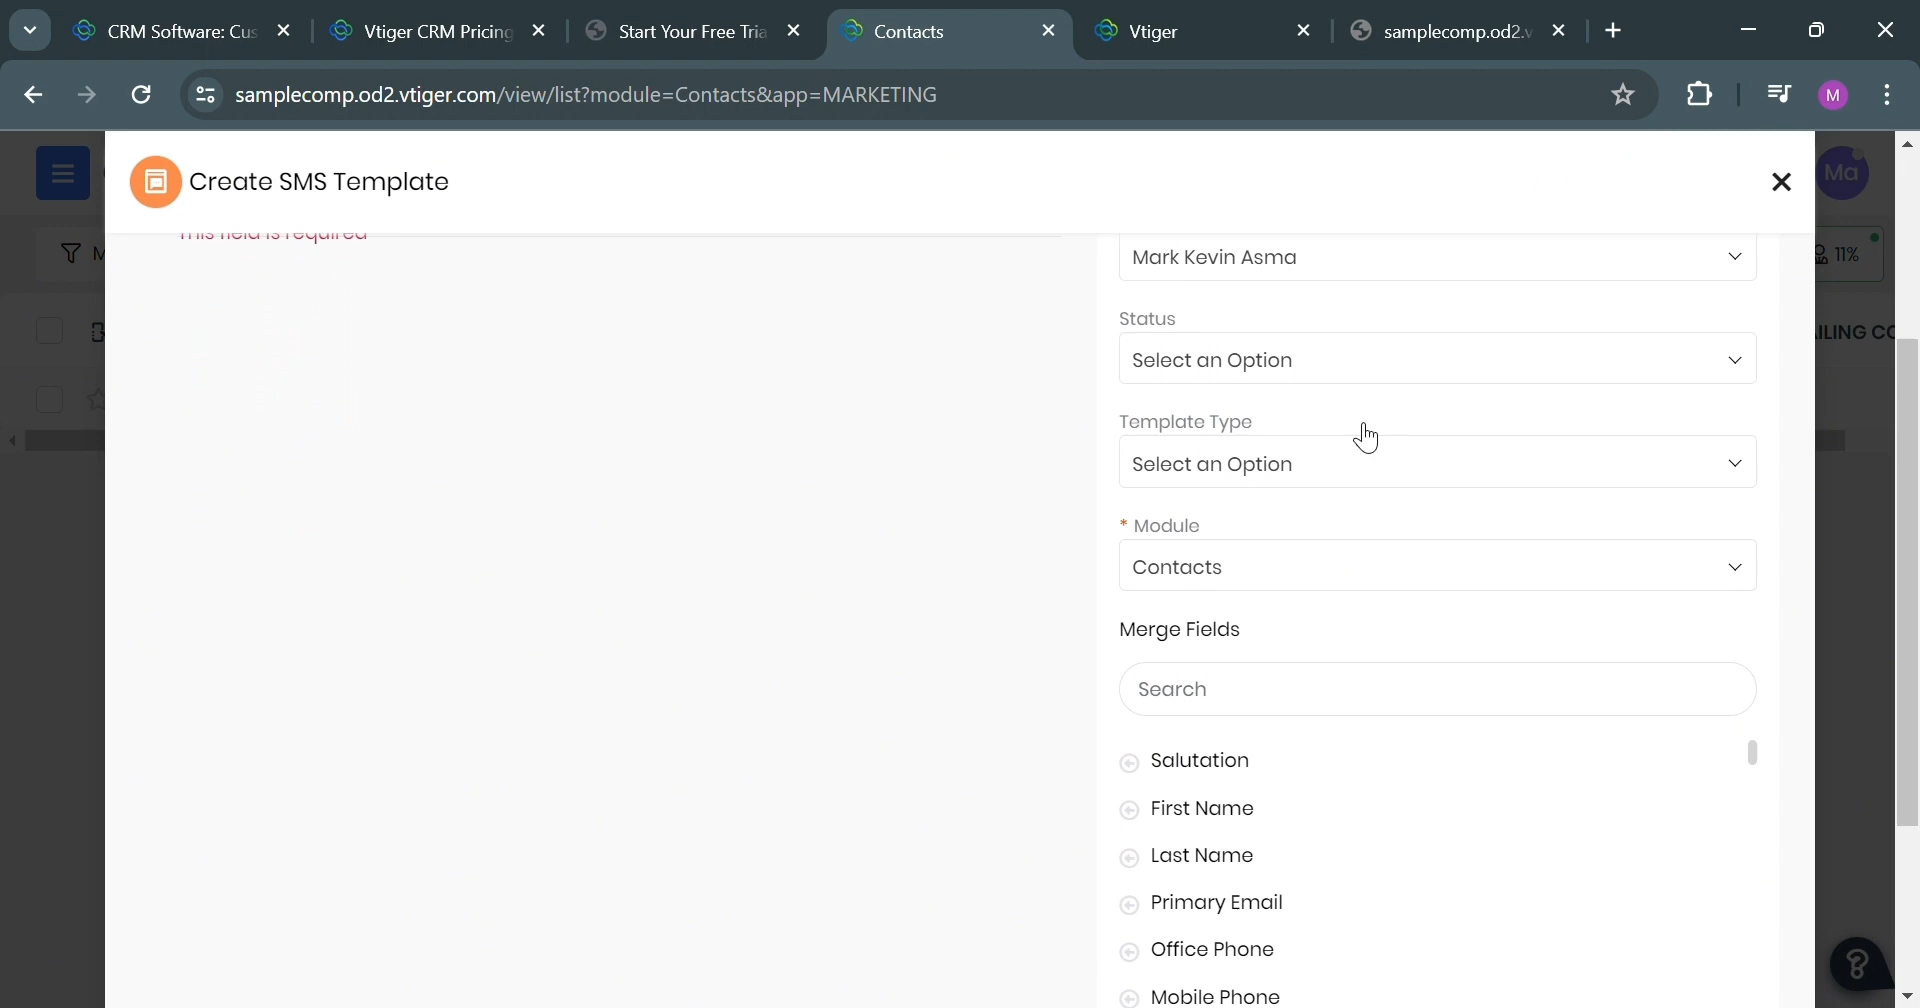 CRM Software: Cus
Vtiger CRM Pricing
Start Your Free Tria
Contacts
Vtiger
samplecomp.od2.v
samplecomp.od2.vtiger.com/view/list?module=Contacts&app=MARKETING
M
Create SMS Template
Ma
This field is required
M
11%
Mark Kevin Asma
Status
Select an Option
AILING CO
Template Type
Select an Option
* Module
Contacts
Merge Fields
Search
Salutation
First Name
Last Name
Primary Email
Office Phone
Mobile Phone
?